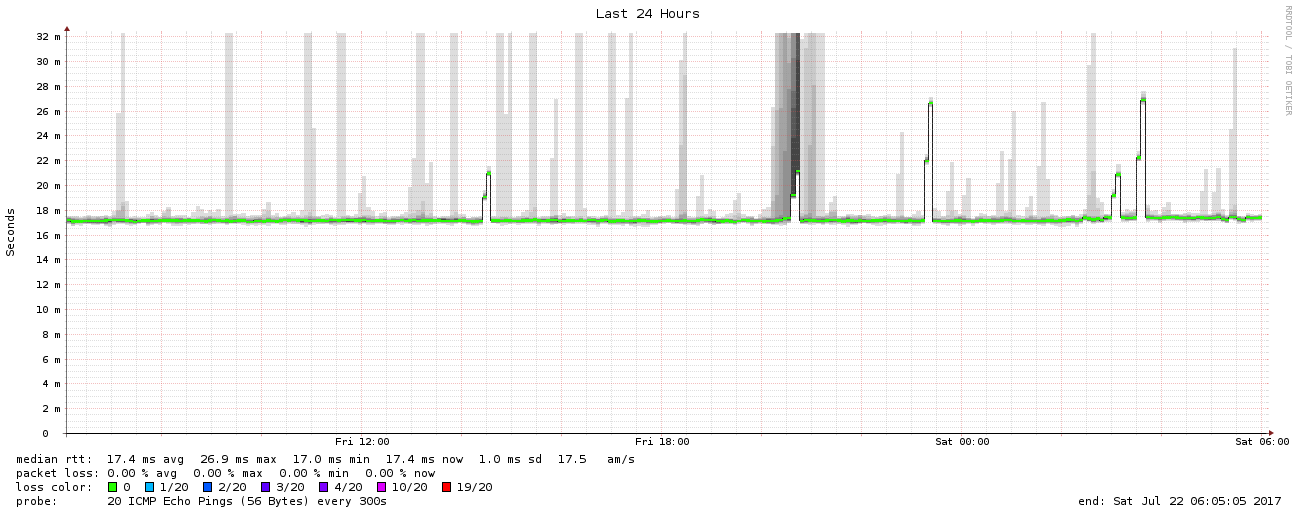 Last 24 Hours
RRDTOOL / TOBI OETIKER
Seconds
32 m
30 m
28 m
26 m
24 m
22 m
20 m
18 m
16 m
14 m
12 m
10 m
8 m
6 m
4 m
2 m
0
Fri 12:00 Fri 18:00 Sat 00:00 Sat 06:00
median rtt: 17.4 ms avg 26.9 ms max 17.0 ms min 17.4 ms now 1.0 ms sd 17.5 am/s
packet loss: 0.00 % avg 0.00 % max 0.00 % min 0.00 % now
loss color: 0 1/20 2/20 3/20 4/20 10/20 19/20
probe: 20 ICMP Echo Pings (56 Bytes) every 300s end: Sat Jul 22 06:05:05 2017